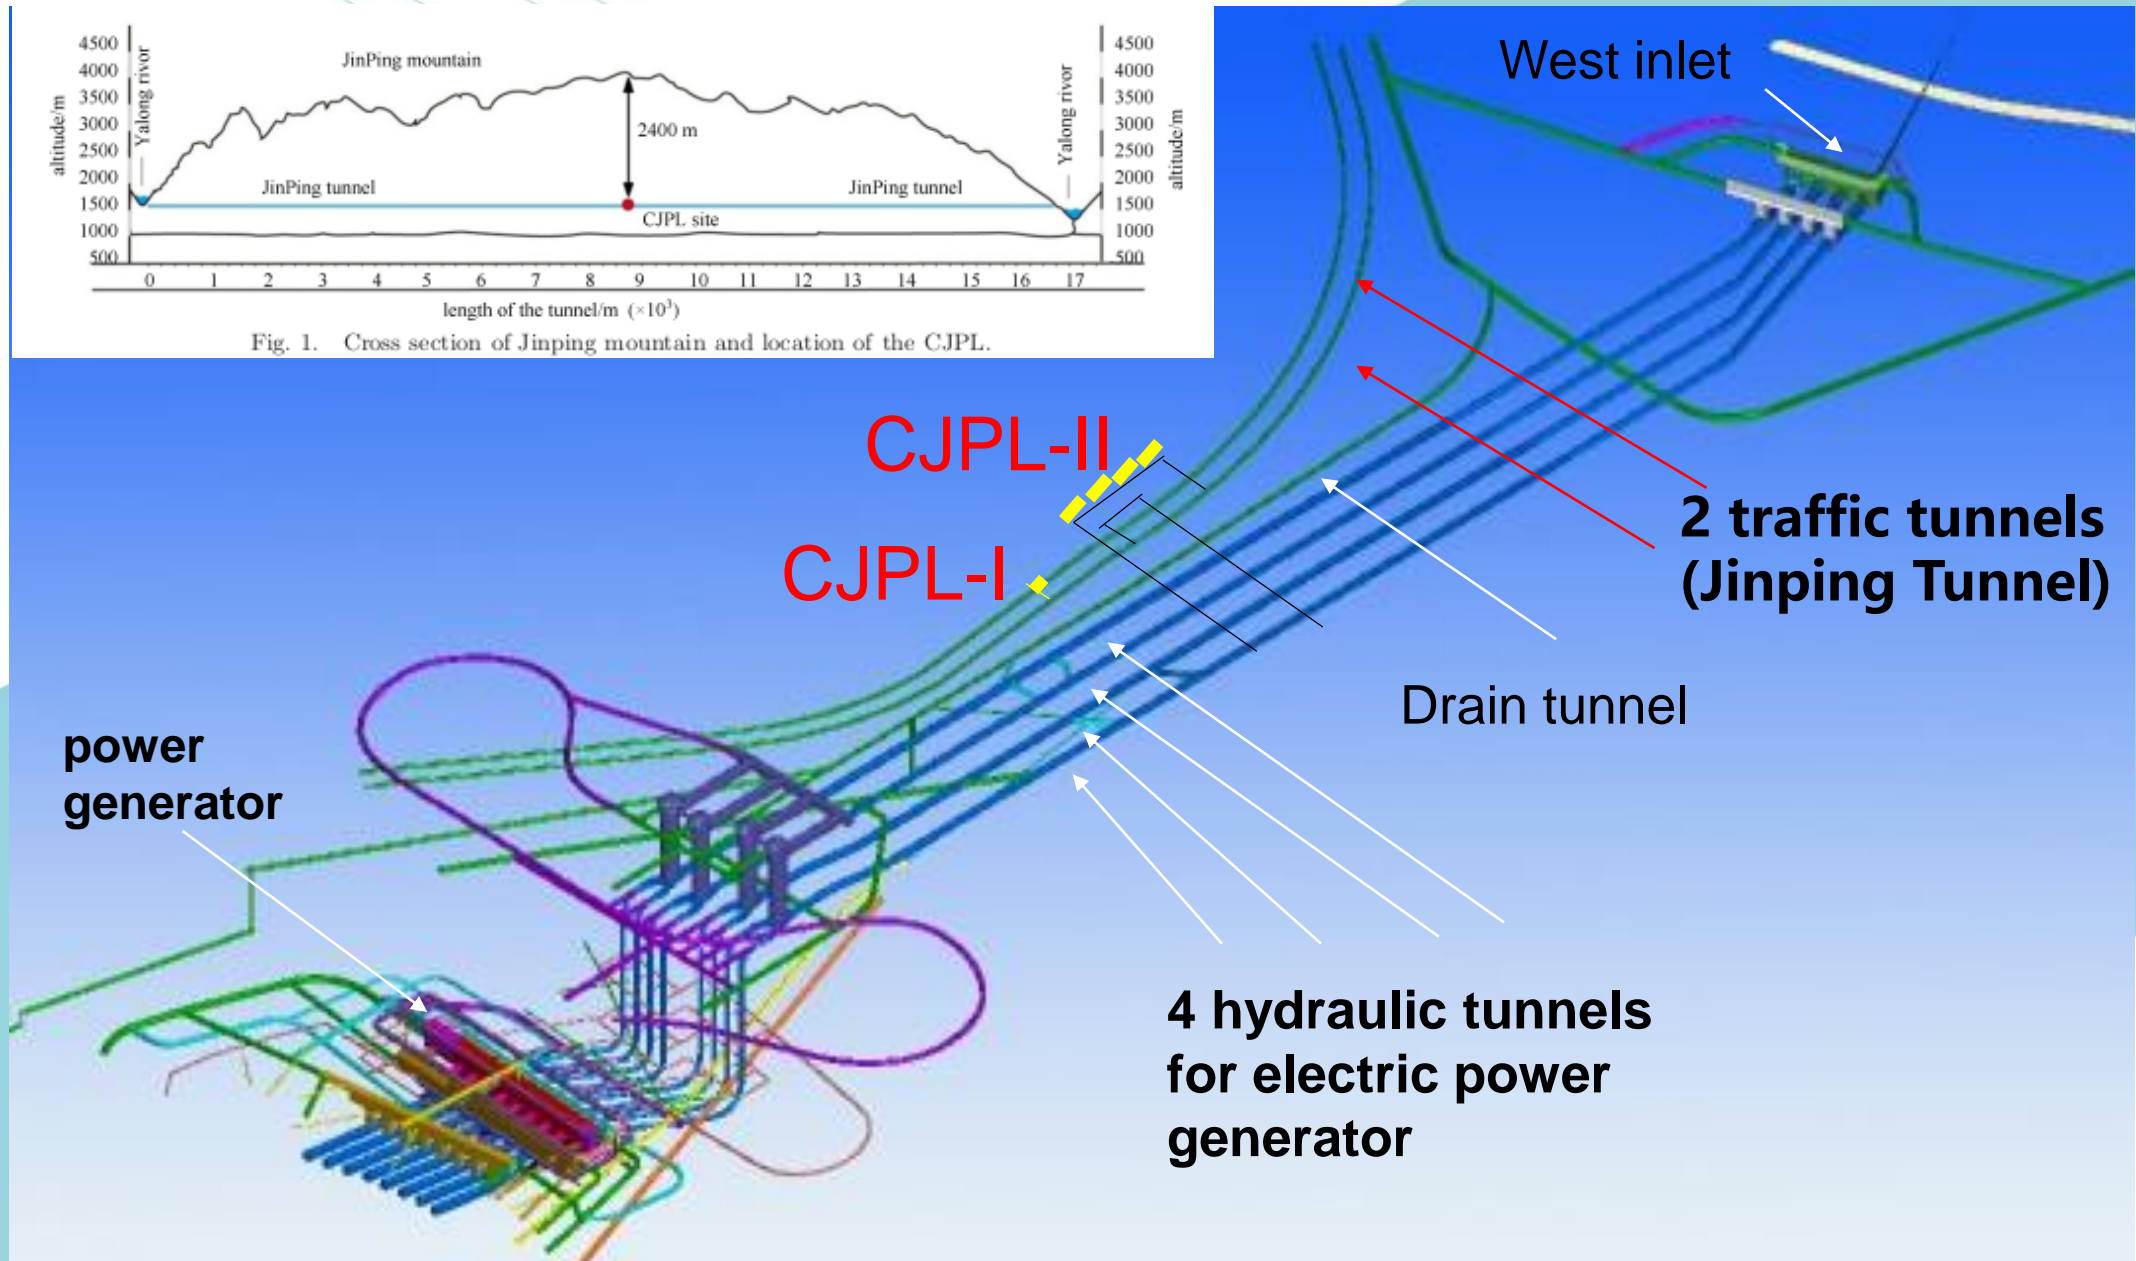 4500
4000
3500
3000
2500
2000
1500
1000
500
altitude/m
Yalong rivor
JinPing mountain
2400 m
JinPing tunnel
JinPing tunnel
CJPL site
Yalong rivor
4500
4000
3500
3000
2500
2000
1500
1000
500
altitude/m
0 1 2 3 4 5 6 7 8 9 10 11 12 13 14 15 16 17
length of the tunnel/m (×10³)
Fig. 1. Cross section of Jinping mountain and location of the CJPL.
West inlet
CJPL-II
CJPL-I
2 traffic tunnels
(Jinping Tunnel)
Drain tunnel
power
generator
4 hydraulic tunnels
for electric power
generator